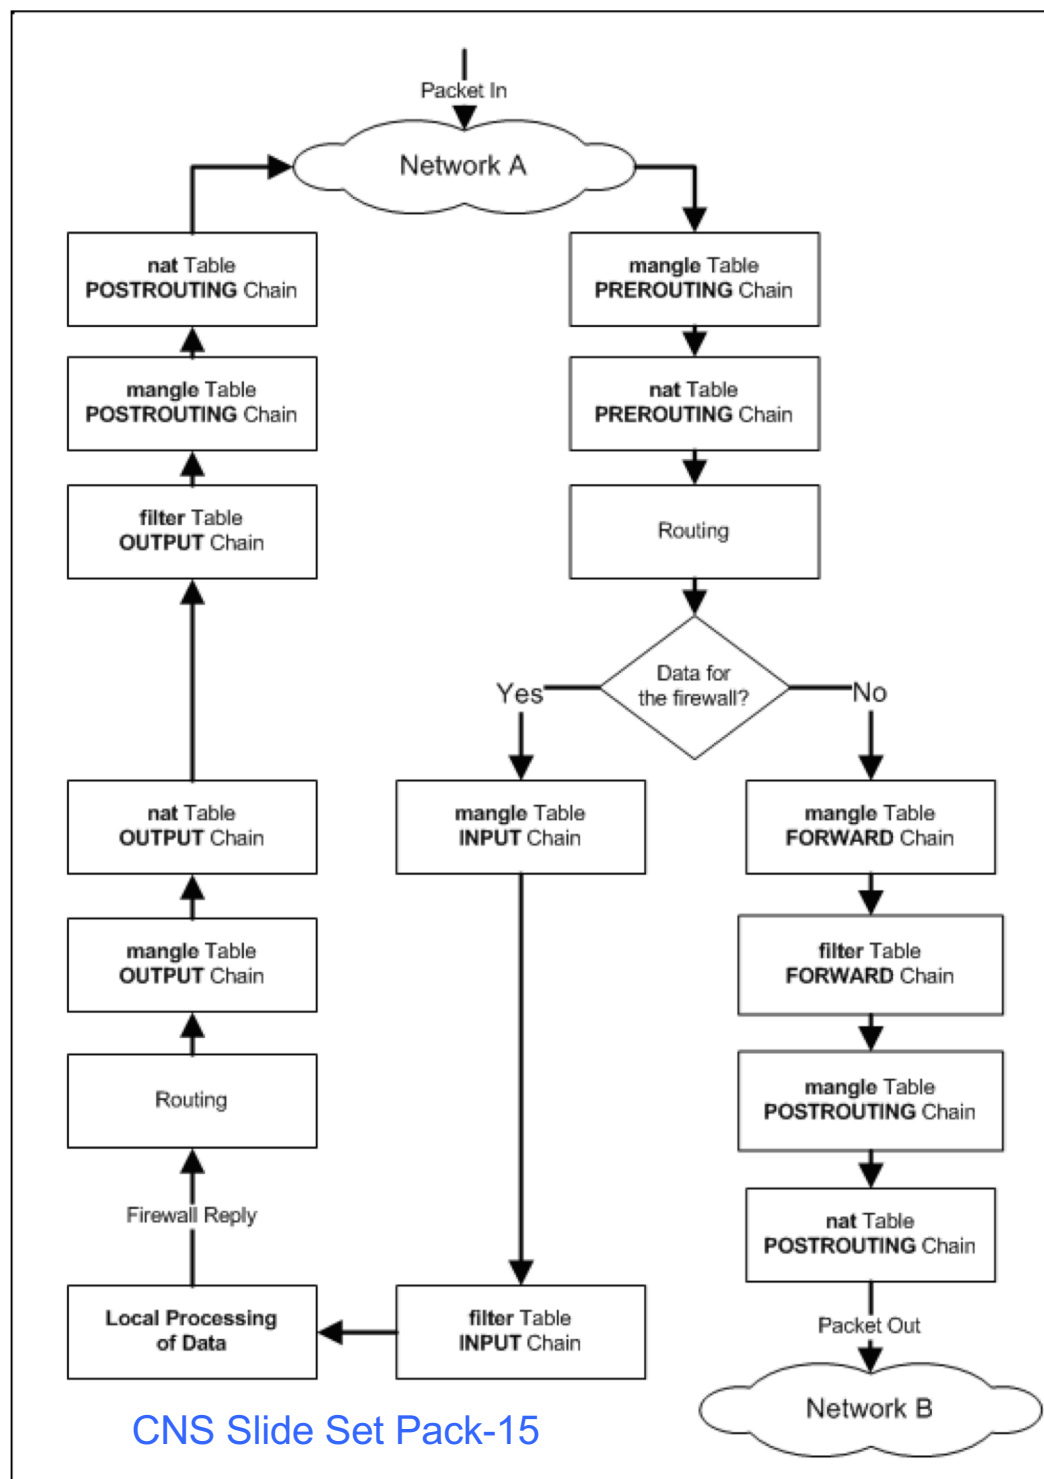 Packet In
Network A
nat Table
POSTROUTING Chain
mangle Table
PREROUTING Chain
mangle Table
POSTROUTING Chain
nat Table
PREROUTING Chain
filter Table
OUTPUT Chain
Routing
Data for
the firewall?
Yes
No
nat Table
OUTPUT Chain
mangle Table
INPUT Chain
mangle Table
FORWARD Chain
mangle Table
OUTPUT Chain
filter Table
FORWARD Chain
Routing
mangle Table
POSTROUTING Chain
Firewall Reply
nat Table
POSTROUTING Chain
Local Processing
of Data
filter Table
INPUT Chain
Packet Out
Network B
CNS Slide Set Pack-15